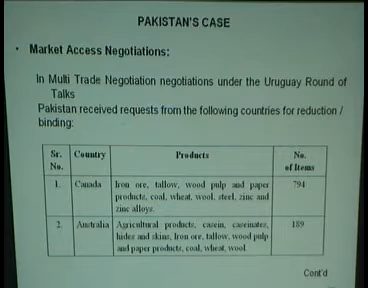 PAKISTAN'S CASE
• Market Access Negotiations:
In Multi Trade Negotiation negotiations under the Uruguay Round of
Talks
Pakistan received requests from the following countries for reduction /
binding:
Sr. No. Country Products No. of Items
1. Canada Iron ore, tallow, wood pulp and paper 794
products, coal, wheat, wool, steel, zinc and
zinc alloys.
2. Australia Agricultural products, casein, caseinates, 189
hides and skins, Iron ore, tallow, wood pulp
and paper products, coal, wheat, wool.
Cont'd